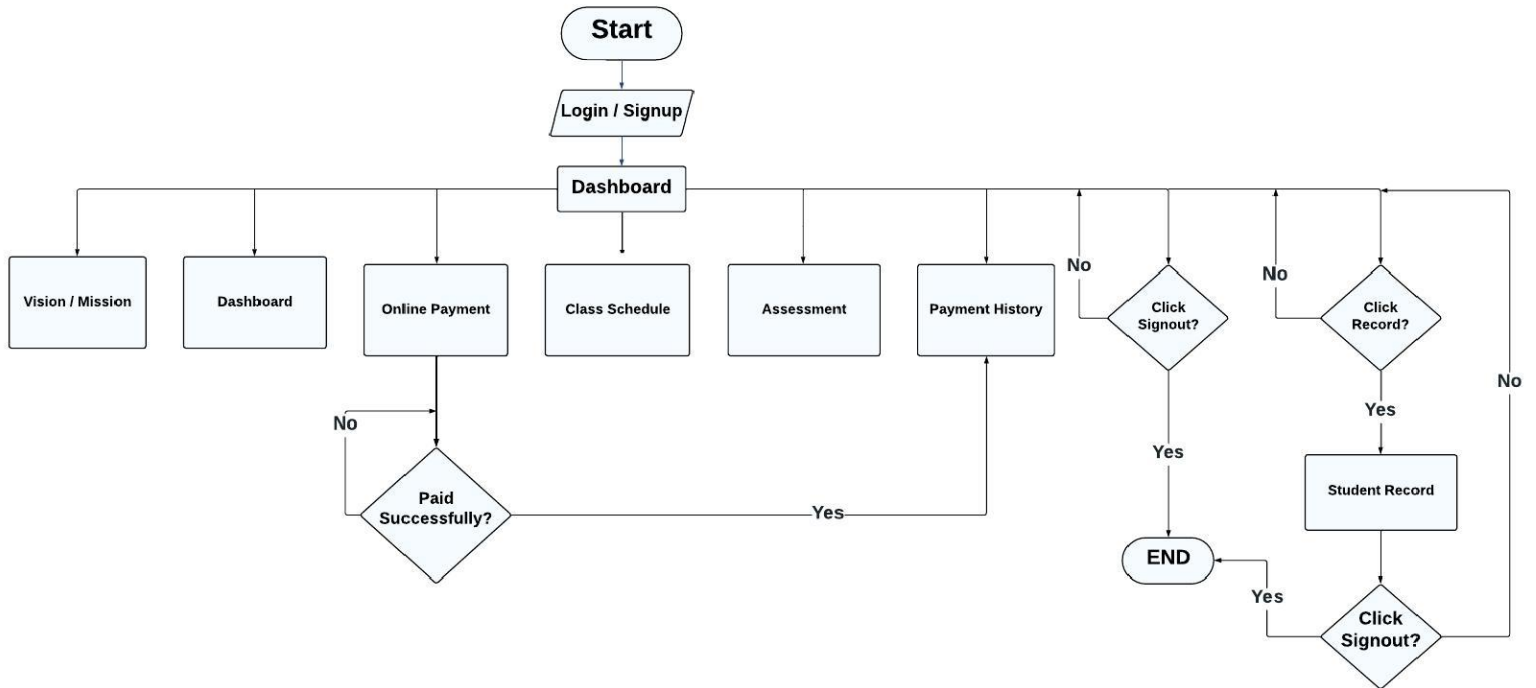 Start
Login / Signup
Dashboard
Vision / Mission
Dashboard
Online Payment
Class Schedule
Assessment
Payment History
No
Click
Signout?
No
Click
Record?
No
Yes
No
Yes
Paid
Successfully?
Yes
Student Record
END
Yes
Click
Signout?